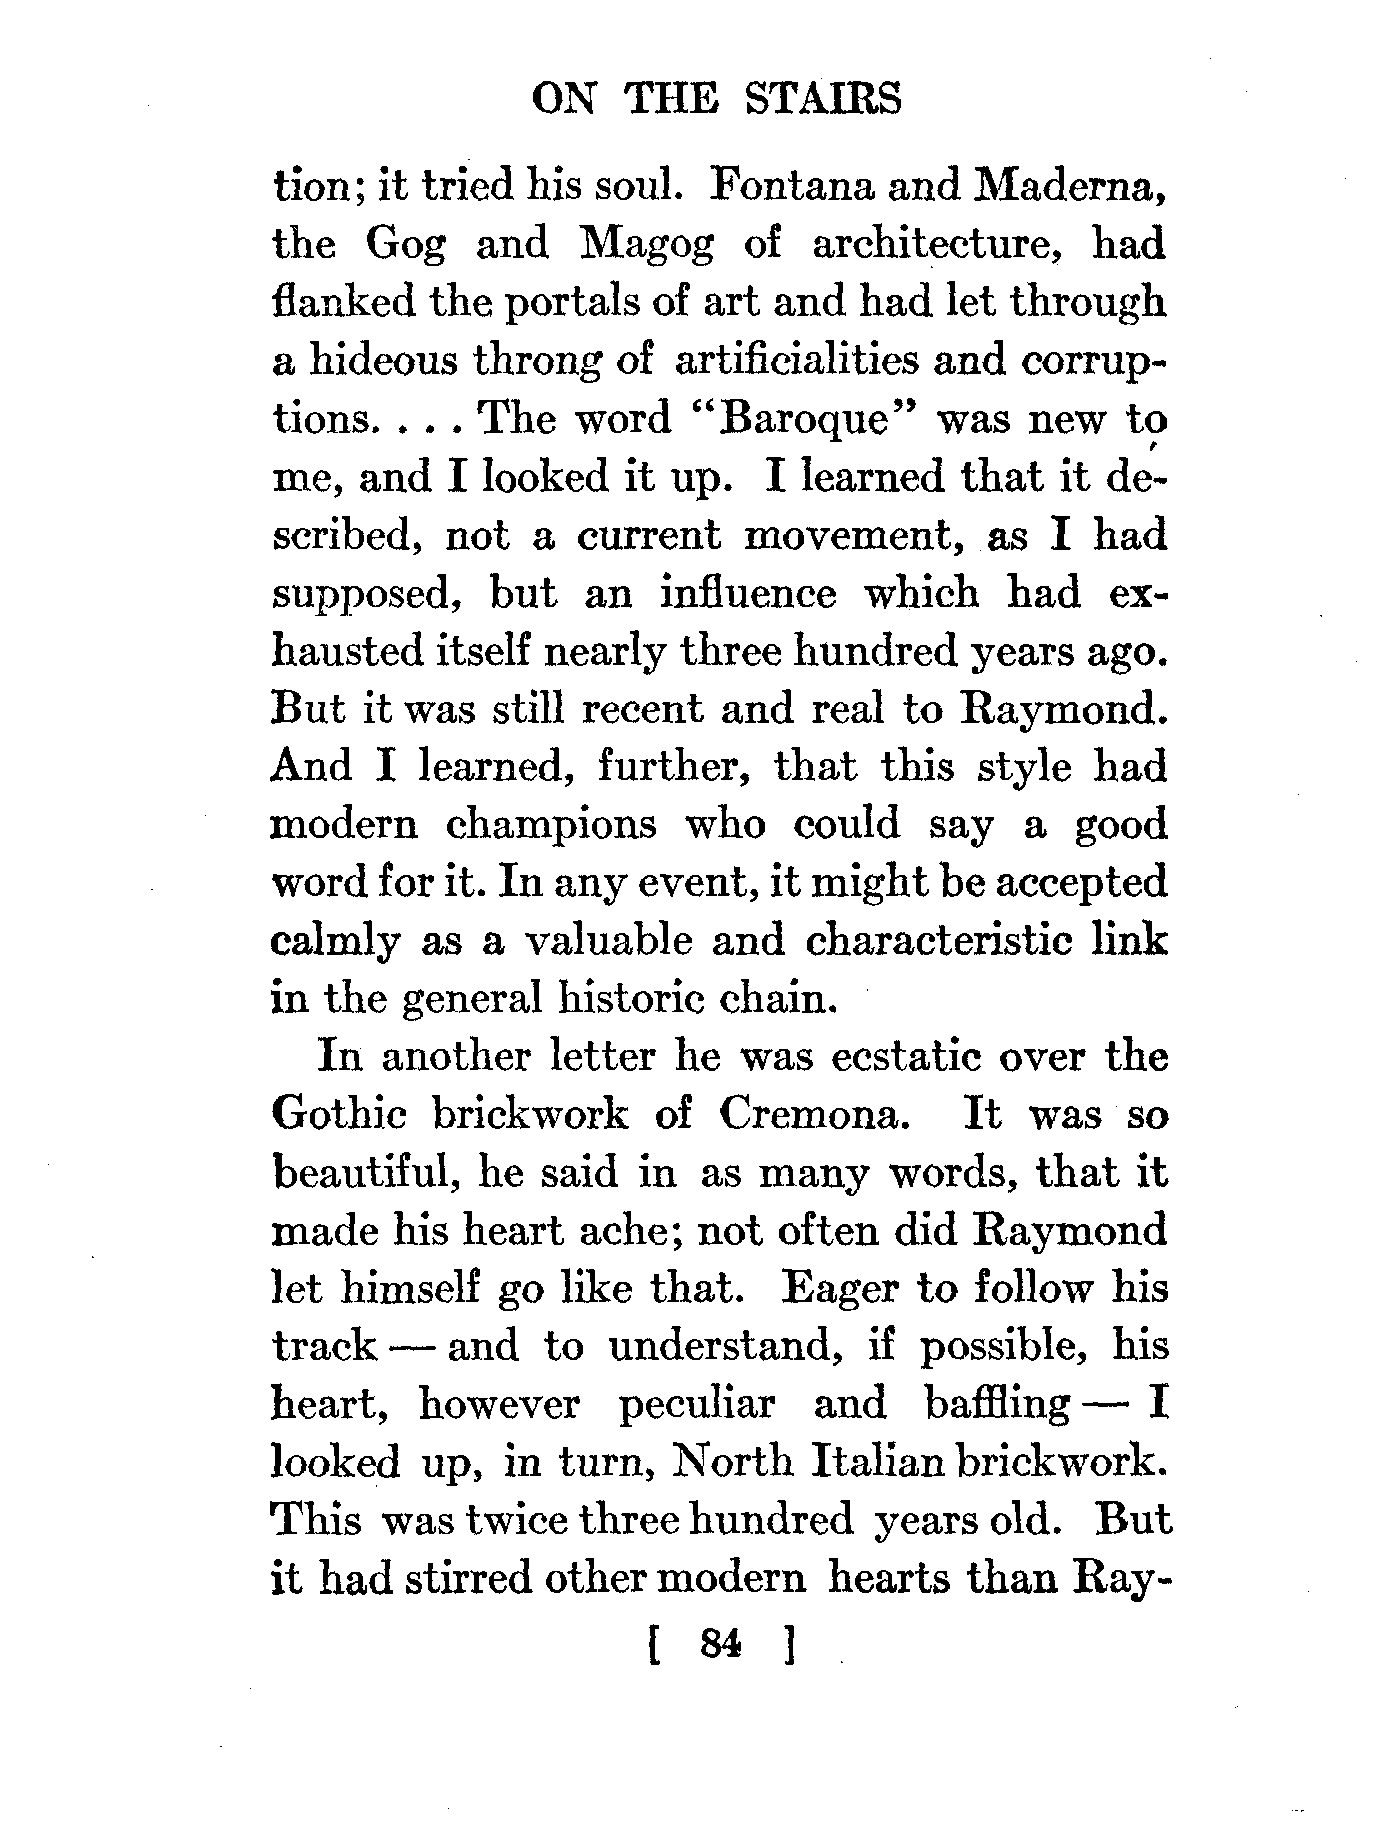 ON THE STAIRS
tion; it tried his soul. Fontana and Maderna,
the Gog and Magog of architecture, had
flanked the portals of art and had let through
a hideous throng of artificialities and corrup-
tions. . . . The word “Baroque” was new to
me, and I looked it up. I learned that it de-
scribed, not a current movement, as I had
supposed, but an influence which had ex-
hausted itself nearly three hundred years ago.
But it was still recent and real to Raymond.
And I learned, further, that this style had
modern champions who could say a good
word for it. In any event, it might be accepted
calmly as a valuable and characteristic link
in the general historic chain.
In another letter he was ecstatic over the
Gothic brickwork of Cremona. It was so
beautiful, he said in as many words, that it
made his heart ache; not often did Raymond
let himself go like that. Eager to follow his
track — and to understand, if possible, his
heart, however peculiar and baffling — I
looked up, in turn, North Italian brickwork.
This was twice three hundred years old. But
it had stirred other modern hearts than Ray-
[ 84 ]